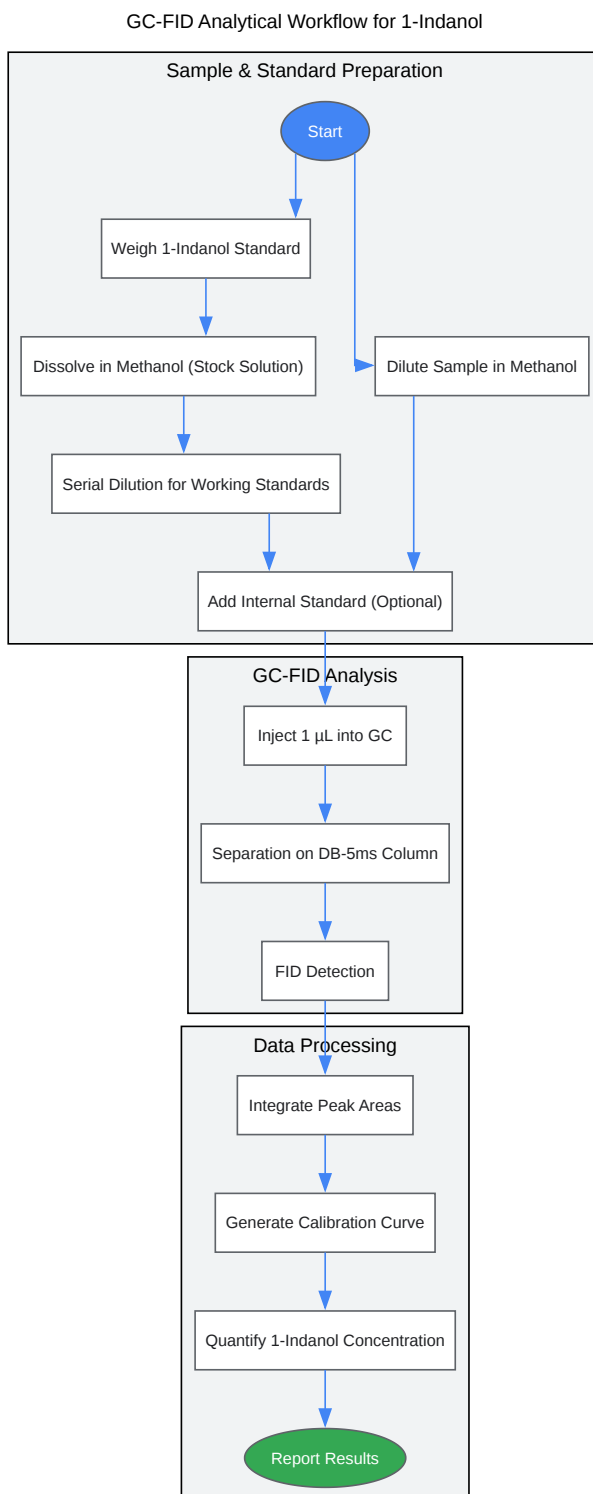 GC-FID Analytical Workflow for 1-Indanol
Sample & Standard Preparation
Start
Weigh 1-Indanol Standard
Dissolve in Methanol (Stock Solution)
Dilute Sample in Methanol
Serial Dilution for Working Standards
Add Internal Standard (Optional)
GC-FID Analysis
Inject 1 µL into GC
Separation on DB-5ms Column
FID Detection
Data Processing
Integrate Peak Areas
Generate Calibration Curve
Quantify 1-Indanol Concentration
Report Results